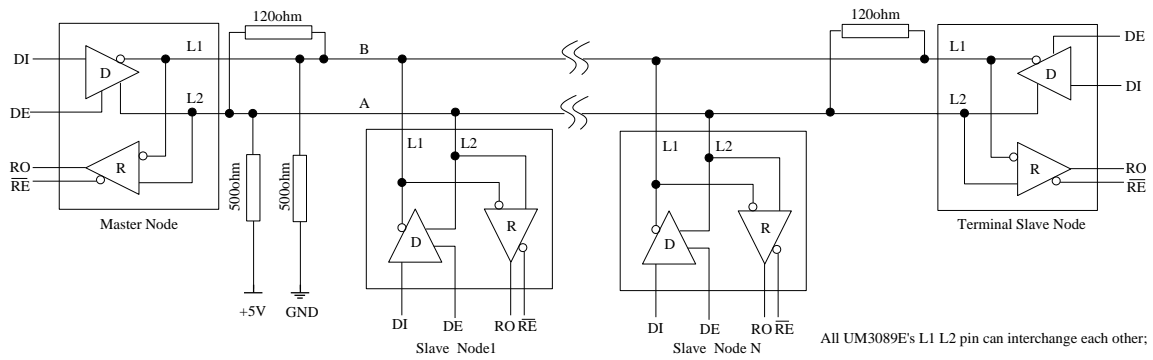 120ohm
120ohm
L1
B
L1
DE
DI
D
D
DI
L2
A
L2
DE
RO
RE
R
500ohm
500ohm
L1
L2
L1
L2
R
RO
RE
Master Node
D
R
D
R
Terminal Slave Node
+5V
GND
DI
DE
RO
RE
DI
DE
RO
RE
Slave Node1
Slave Node N
All UM3089E's L1 L2 pin can interchange each other;